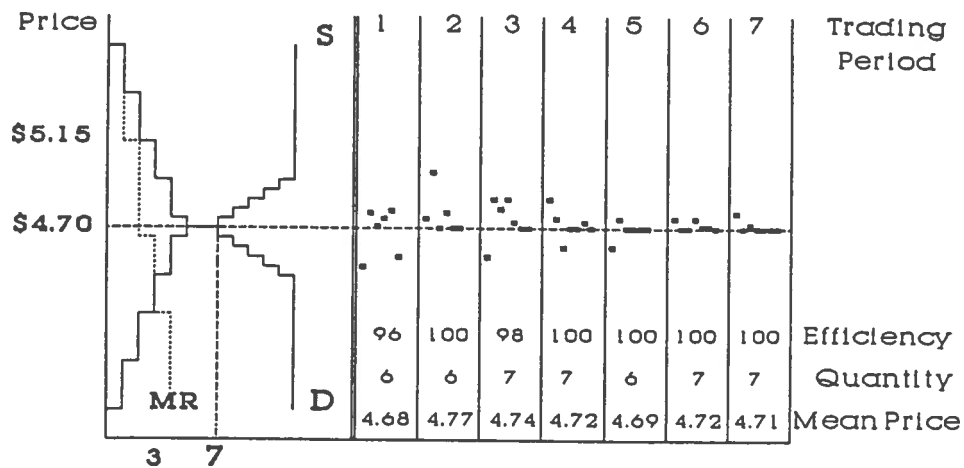 Price S 1 2 3 4 5 6 7 Trading
Period
$5.15
$4.70
96 100 98 100 100 100 100 Efficiency
6 6 7 7 6 7 7 Quantity
MR D
4.68 4.77 4.74 4.72 4.69 4.72 4.71 Mean Price
3 7